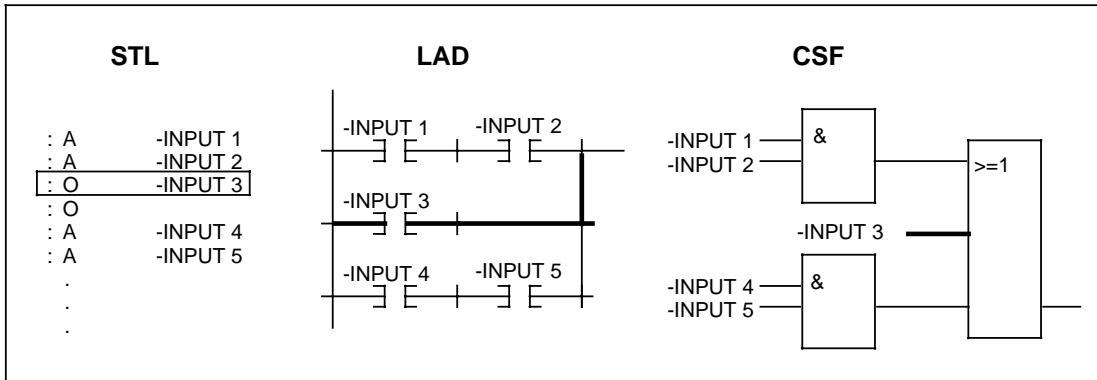 STL
: A -INPUT 1
: A -INPUT 2
: O -INPUT 3
: O
: A -INPUT 4
: A -INPUT 5
.
.
.
LAD
-INPUT 1 -INPUT 2
-INPUT 3
-INPUT 4 -INPUT 5
CSF
-INPUT 1
-INPUT 2
&
>=1
-INPUT 3
-INPUT 4
-INPUT 5
&